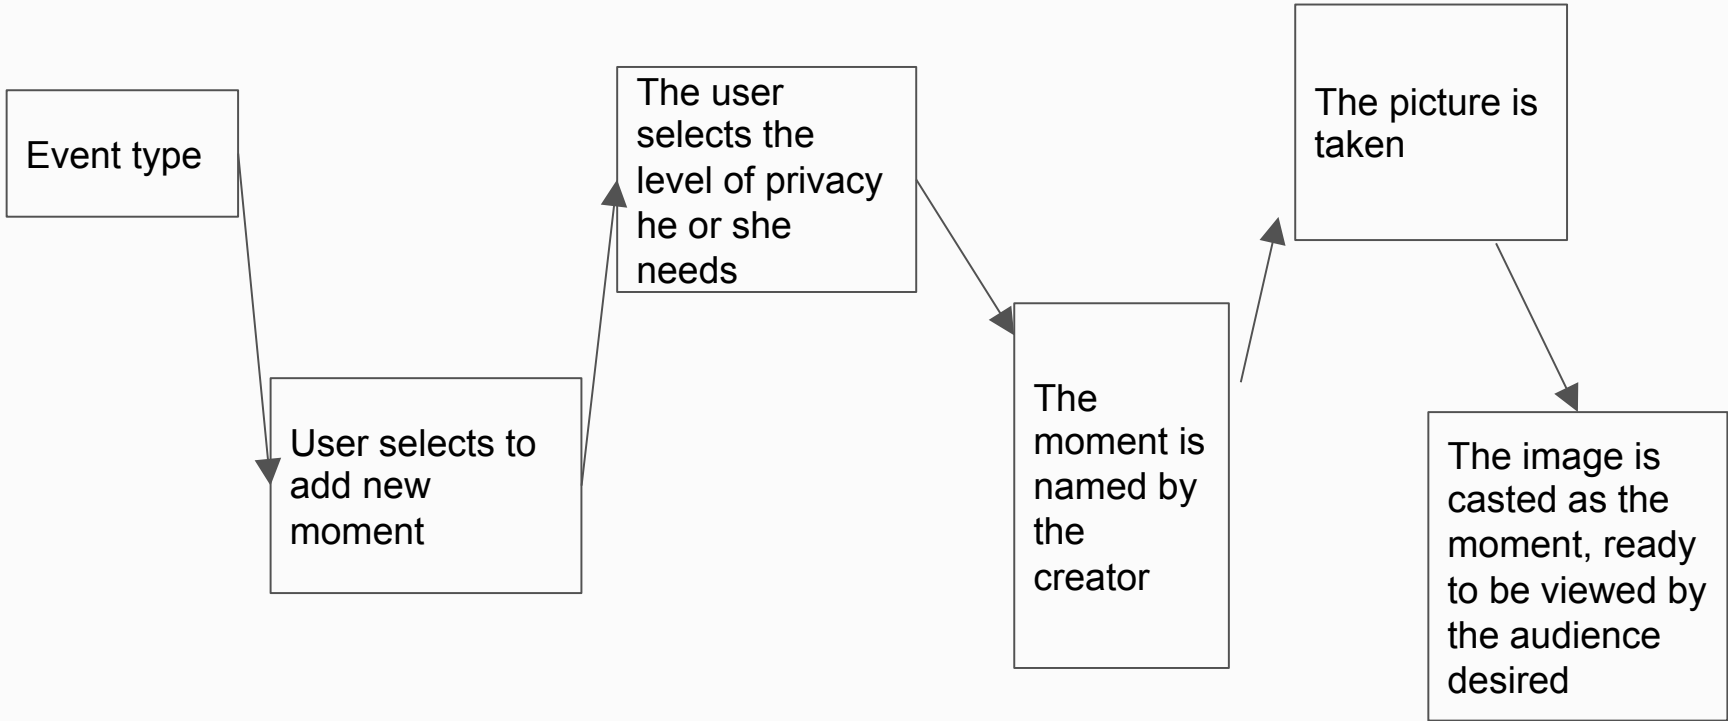 Event type
User selects to
add new
moment
The user
selects the
level of privacy
he or she
needs
The
moment is
named by
the
creator
The picture is
taken
The image is
casted as the
moment, ready
to be viewed by
the audience
desired